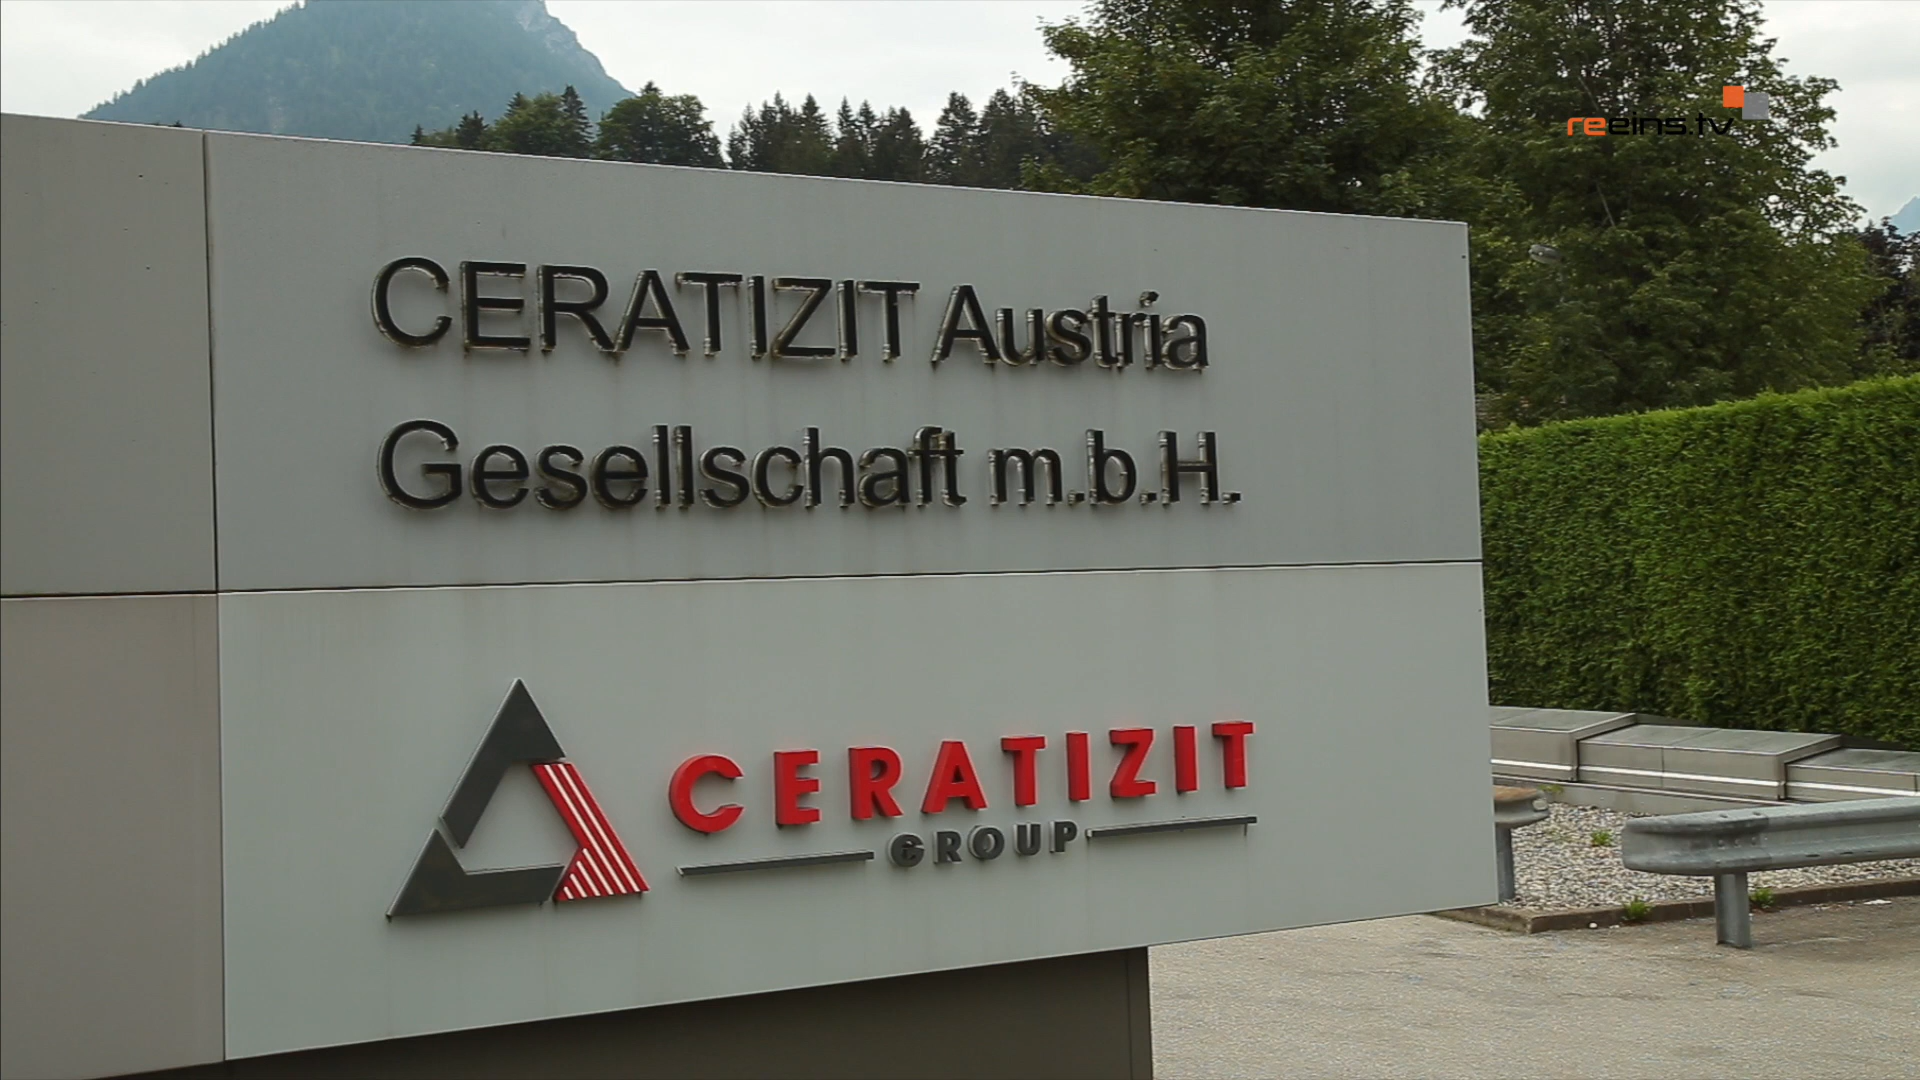 reeins.tv
CERATIZIT Austria
Gesellschaft m.b.H.
CERATIZIT
GROUP